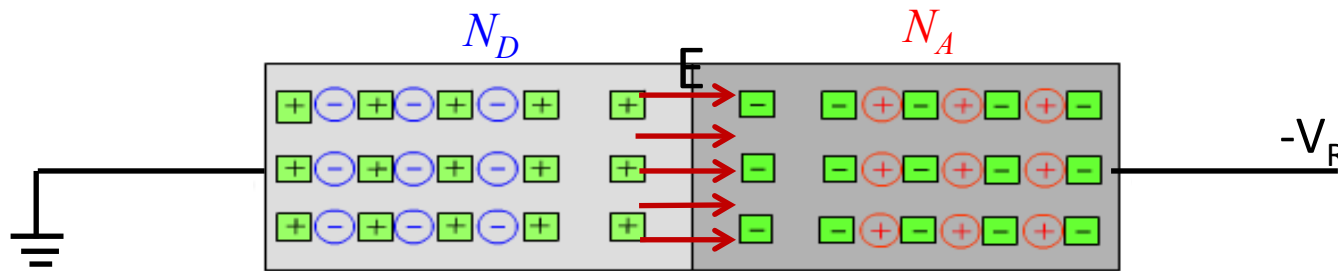 N_D
N_A
E
-V_R
+ - + - + - + + - - + - + - + -
+ - + - + - + + - - + - + - + -
+ - + - + - + + - - + - + - + -